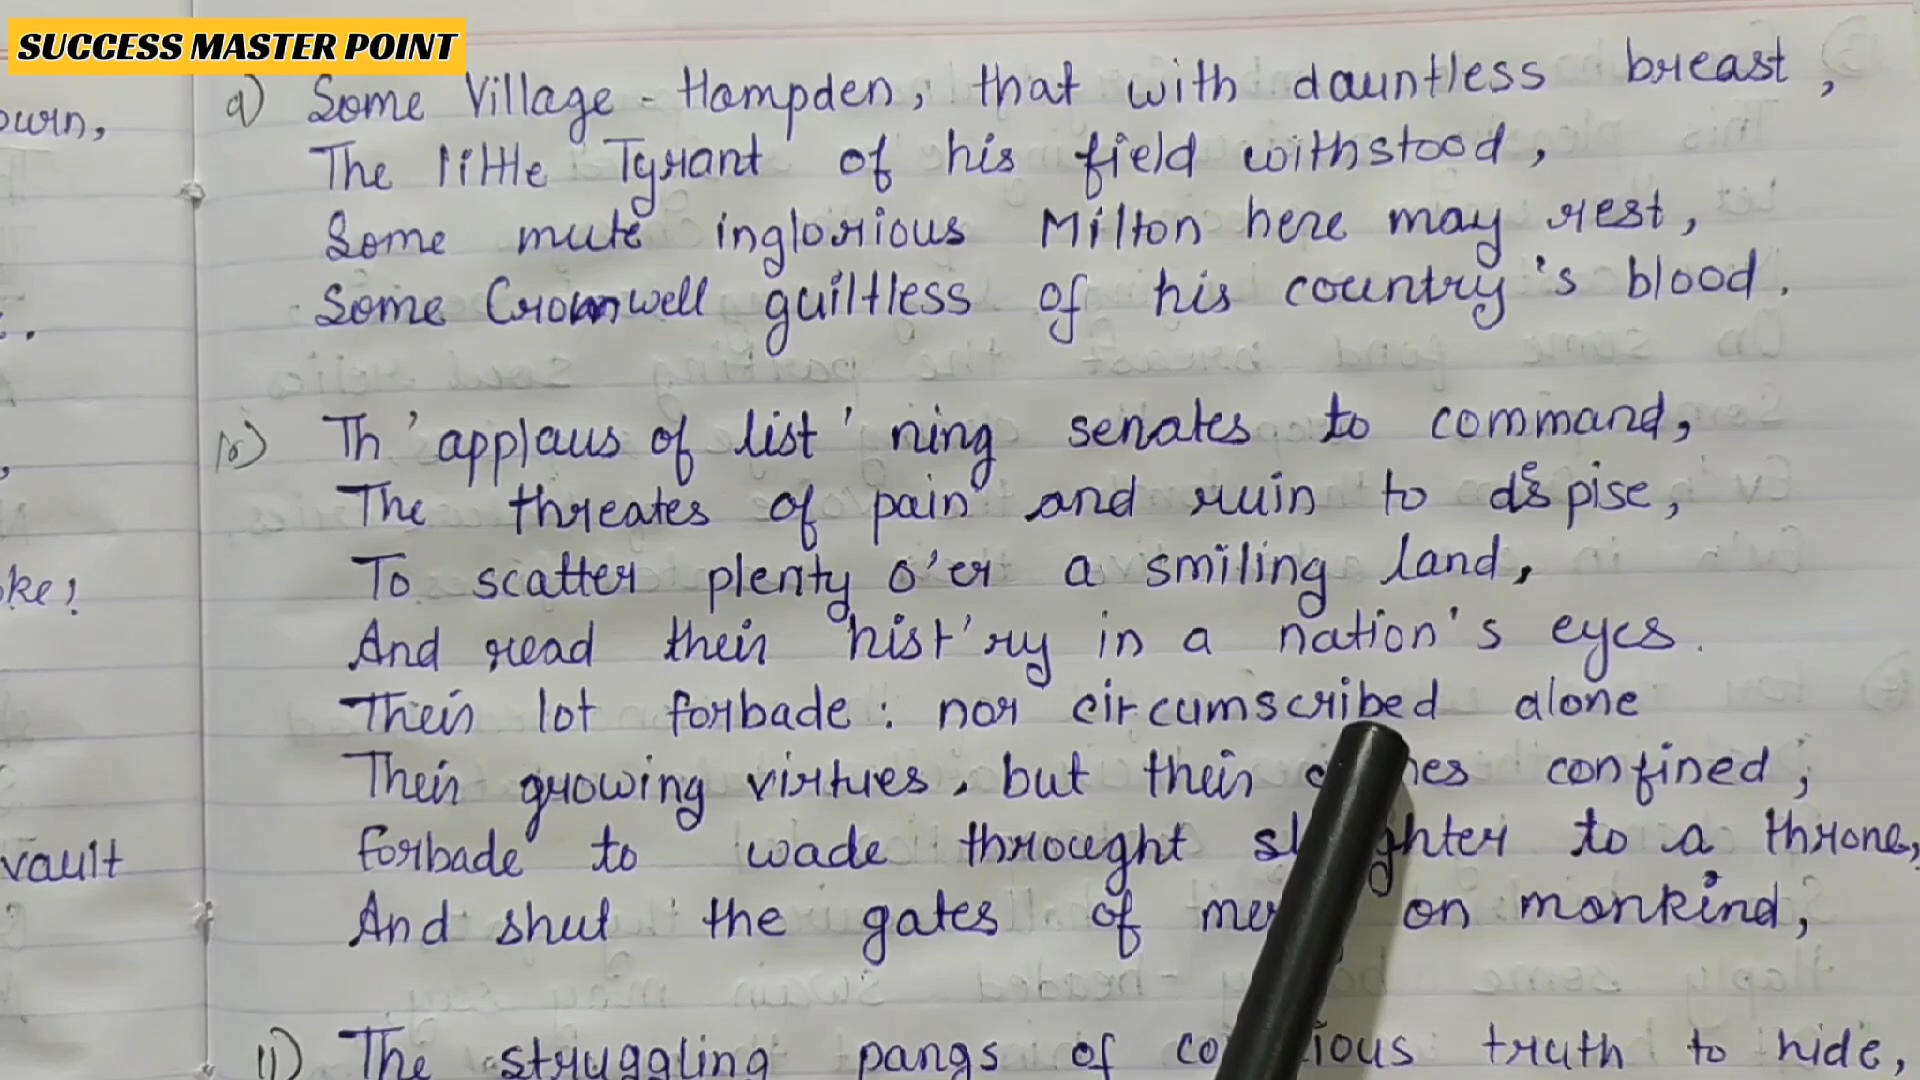 SUCCESS MASTER POINT
ourn,
9) Some Village - Hampden, that with dauntless breast,
The little Tyrant of his field withstood,
Some mute inglorious Milton here may rest,
Some Cromwell guiltless of his country's blood.
10) Th' applaus of list'ning senates to command,
The threates of pain and ruin to despise,
To scatter plenty o'er a smiling land,
ke!
And read their hist'ry in a nation's eyes.
Their lot forbade: nor circumscribed alone
Their growing virtues, but their confined;
vault
forbade to wade throught to a throne,
And shut the gates of on mankind,
11) The struggling pangs of truth to hide,